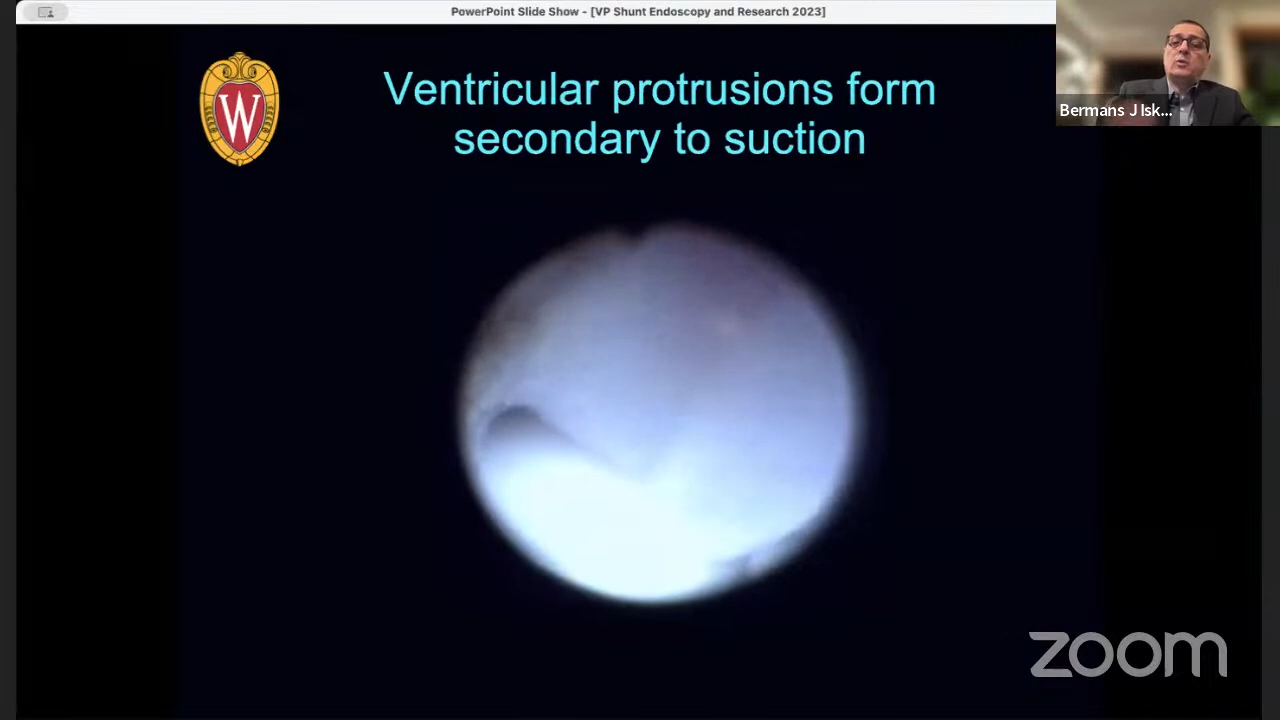 PowerPoint Slide Show - [VP Shunt Endoscopy and Research 2023]
W
Ventricular protrusions form
secondary to suction
Bermans J Isk...
zoom